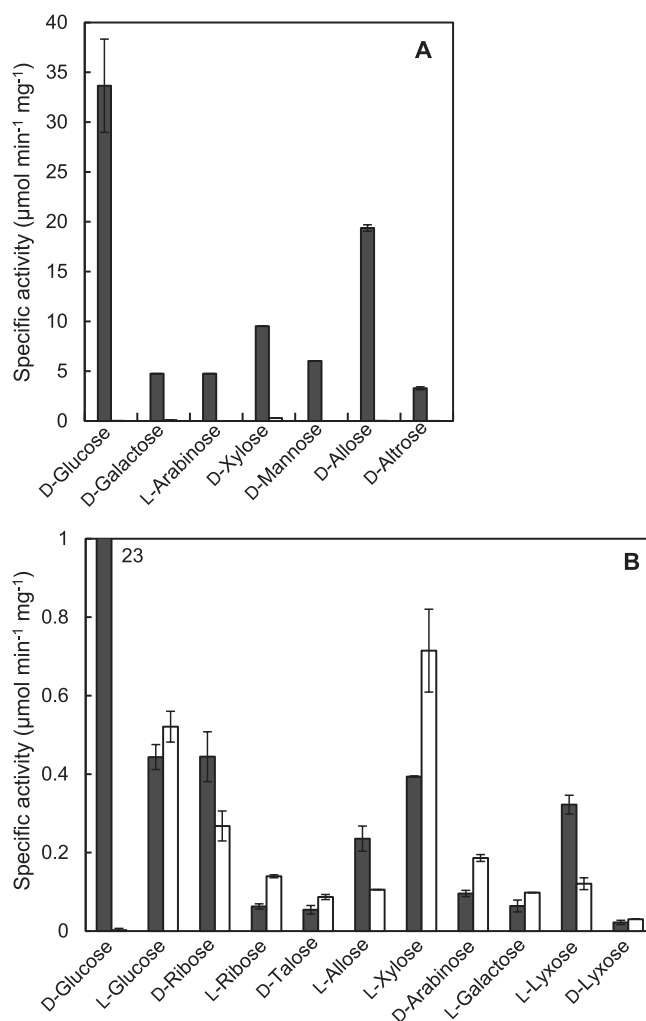 A
Specific activity (µmol min-1 mg-1)
40
35
30
25
20
15
10
5
0
D-Glucose
D-Galactose
L-Arabinose
D-Xylose
D-Mannose
D-Allose
D-Altrose
B
23
Specific activity (µmol min-1 mg-1)
1
0.8
0.6
0.4
0.2
0
D-Glucose
L-Glucose
D-Ribose
L-Ribose
D-Talose
L-Allose
L-Xylose
D-Arabinose
L-Galactose
L-Lyxose
D-Lyxose